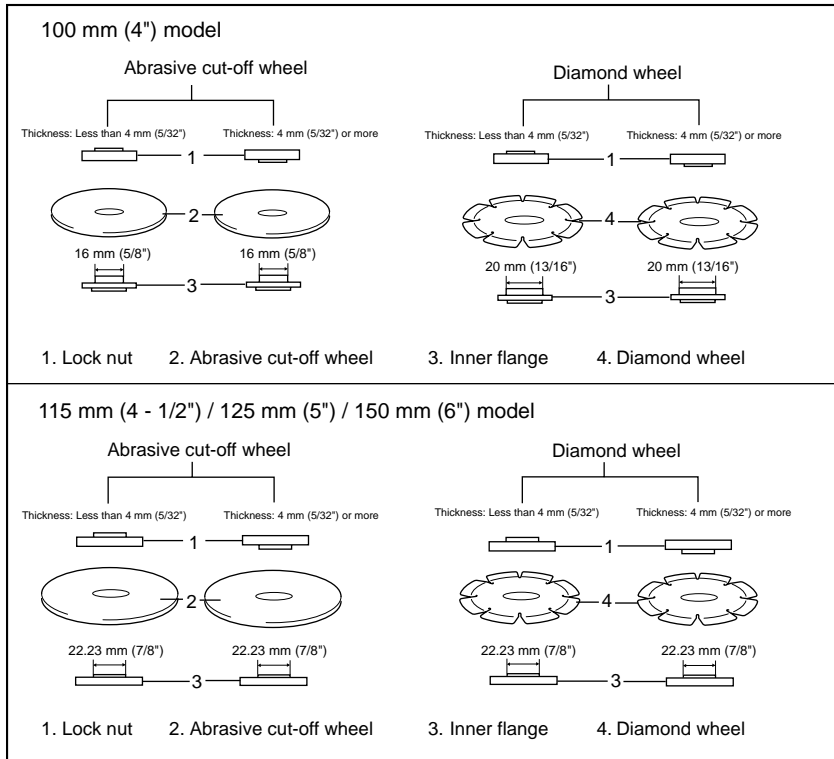 100 mm (4") model
Abrasive cut-off wheel
Diamond wheel
Thickness: Less than 4 mm (5/32")
Thickness: 4 mm (5/32") or more
Thickness: Less than 4 mm (5/32")
Thickness: 4 mm (5/32") or more
1
1
2
4
16 mm (5/8")
16 mm (5/8")
20 mm (13/16")
20 mm (13/16")
3
3
1. Lock nut
2. Abrasive cut-off wheel
3. Inner flange
4. Diamond wheel
115 mm (4 - 1/2") / 125 mm (5") / 150 mm (6") model
Abrasive cut-off wheel
Diamond wheel
Thickness: Less than 4 mm (5/32")
Thickness: 4 mm (5/32") or more
Thickness: Less than 4 mm (5/32")
Thickness: 4 mm (5/32") or more
1
1
2
4
22.23 mm (7/8")
22.23 mm (7/8")
22.23 mm (7/8")
22.23 mm (7/8")
3
3
1. Lock nut
2. Abrasive cut-off wheel
3. Inner flange
4. Diamond wheel